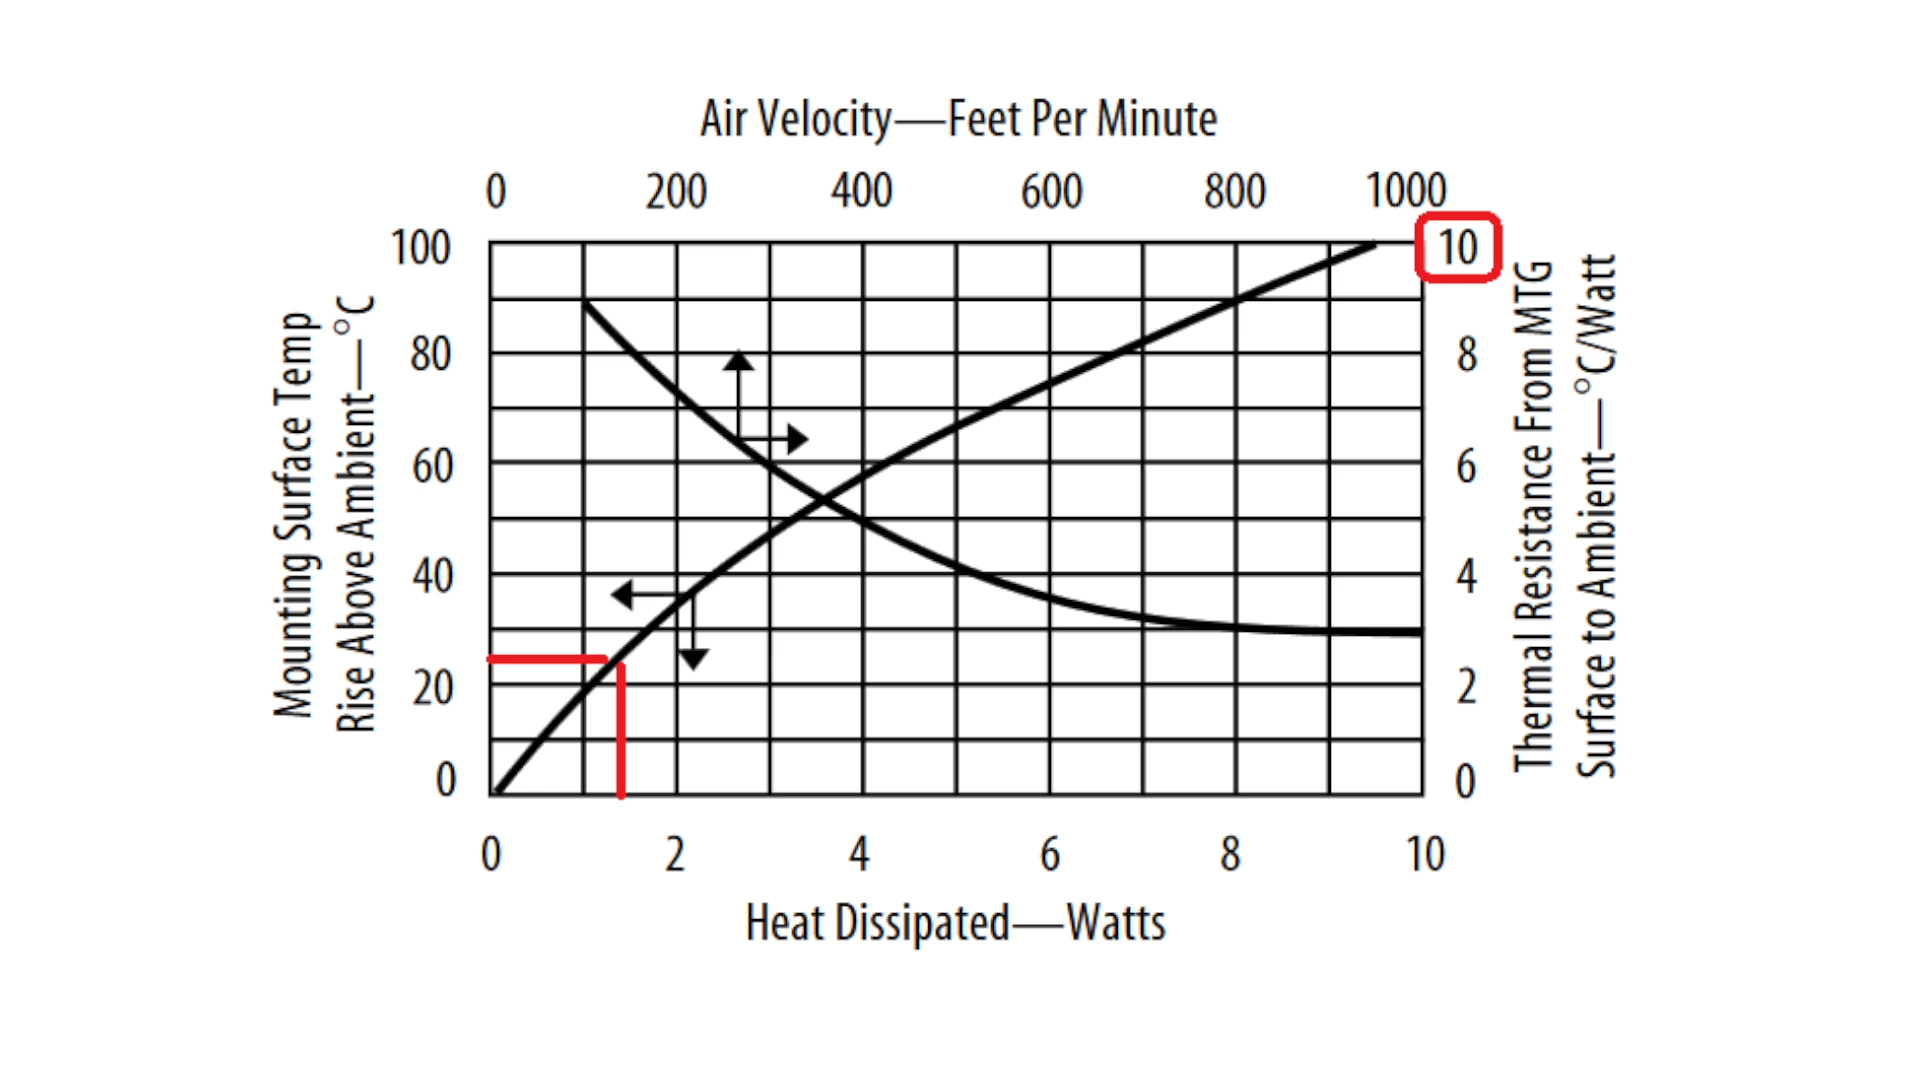 Air Velocity—Feet Per Minute
0 200 400 600 800 1000
100
80
60
40
20
0
Mounting Surface Temp
Rise Above Ambient—°C
10
8
6
4
2
0
Thermal Resistance From MTG
Surface to Ambient—°C/Watt
0 2 4 6 8 10
Heat Dissipated—Watts